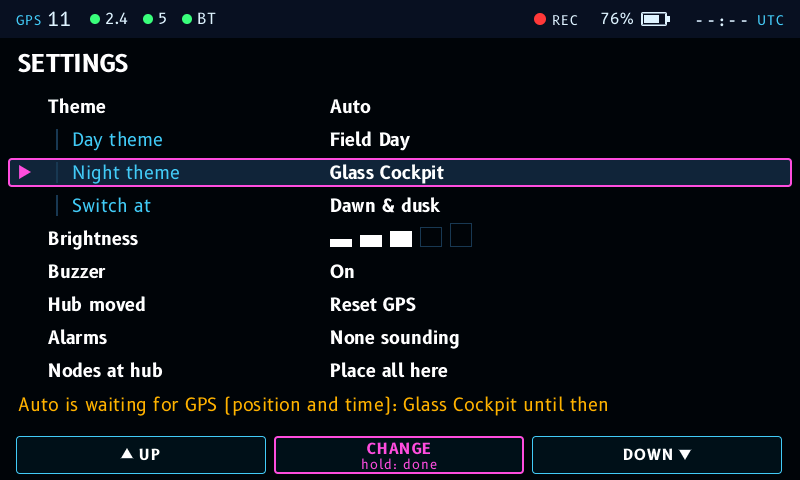 GPS 11 2.4 5 BT REC 76% --:-- UTC
SETTINGS
Theme Auto
Day theme Field Day
Night theme Glass Cockpit
Switch at Dawn & dusk
Brightness
Buzzer On
Hub moved Reset GPS
Alarms None sounding
Nodes at hub Place all here
Auto is waiting for GPS (position and time): Glass Cockpit until then
▲ UP CHANGE DOWN ▼
hold: done